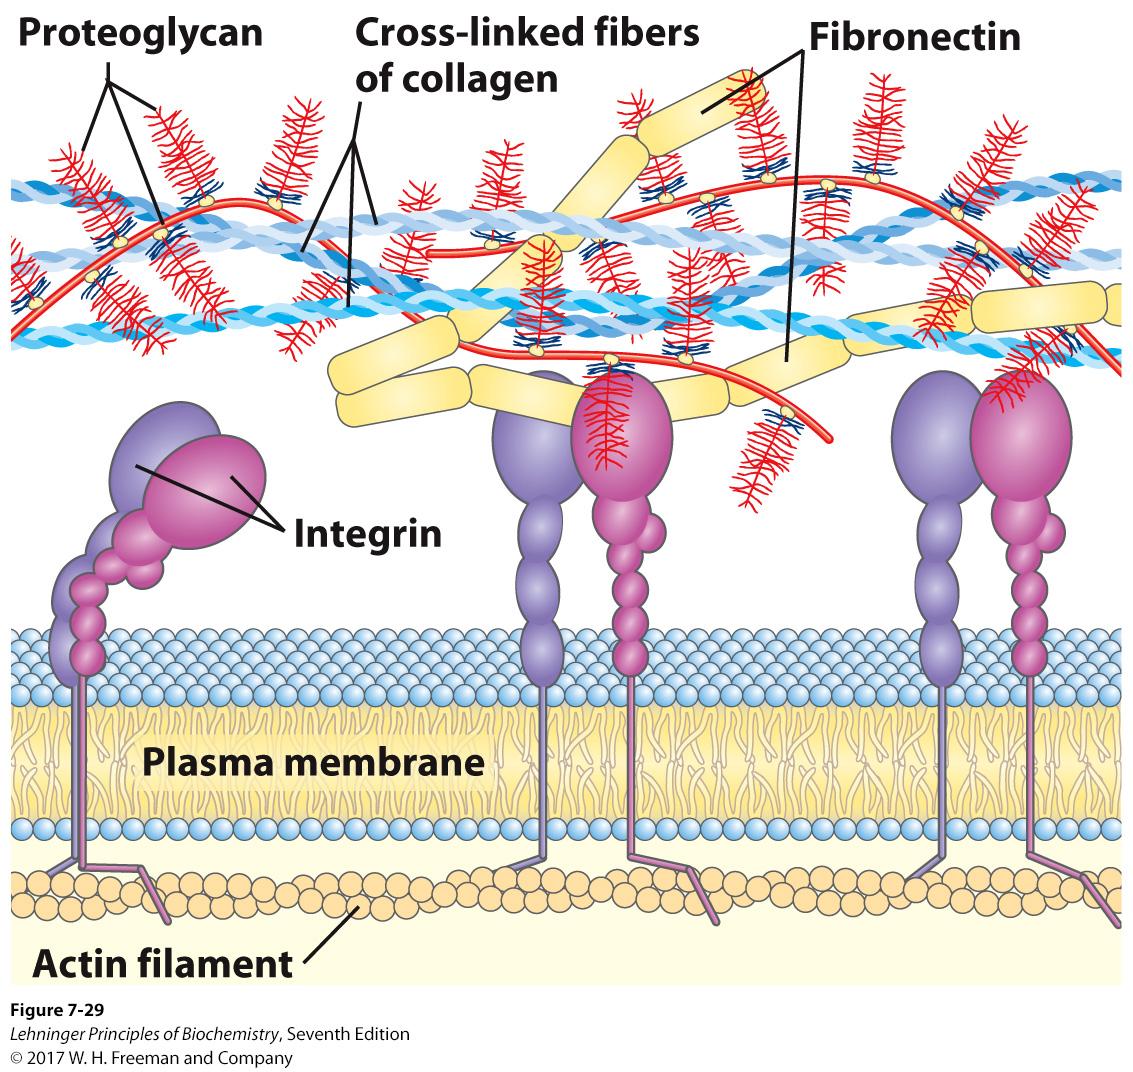 Proteoglycan
Cross-linked fibers
of collagen
Fibronectin
Integrin
Plasma membrane
Actin filament
Figure 7-29
Lehninger Principles of Biochemistry, Seventh Edition
© 2017 W. H. Freeman and Company